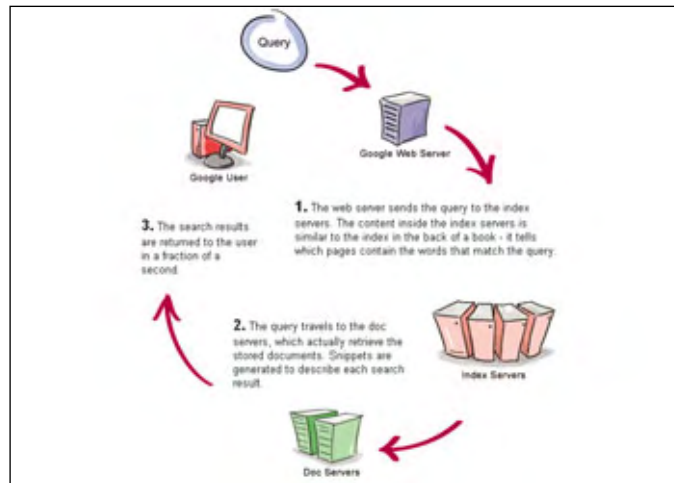 Query
Google Web Server
Google User
1. The web server sends the query to the index
servers. The content inside the index servers is
similar to the index in the back of a book - it tells
which pages contain the words that match the query.
3. The search results
are returned to the user
in a fraction of a
second.
2. The query travels to the doc
servers, which actually retrieve the
stored documents. Snippets are
generated to describe each search
result.
Index Servers
Doc Servers